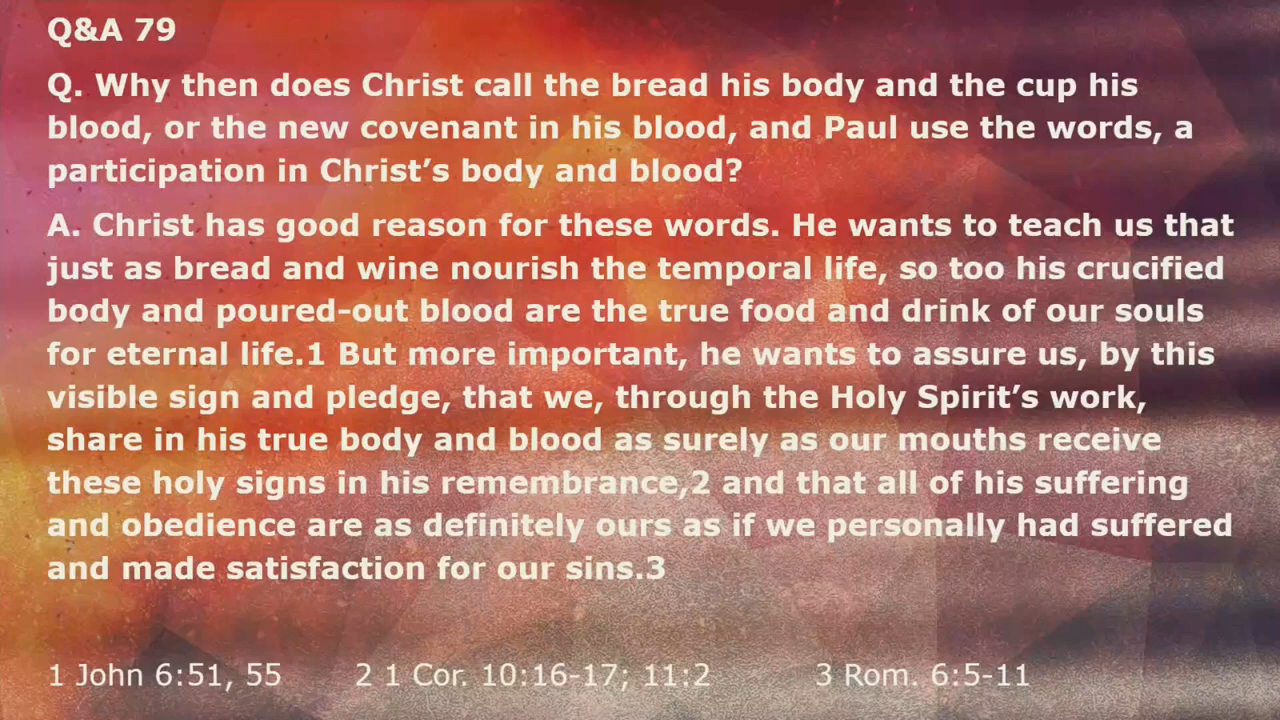 Q&A 79
Q. Why then does Christ call the bread his body and the cup his
blood, or the new covenant in his blood, and Paul use the words, a
participation in Christ’s body and blood?
A. Christ has good reason for these words. He wants to teach us that
just as bread and wine nourish the temporal life, so too his crucified
body and poured-out blood are the true food and drink of our souls
for eternal life.1 But more important, he wants to assure us, by this
visible sign and pledge, that we, through the Holy Spirit’s work,
share in his true body and blood as surely as our mouths receive
these holy signs in his remembrance,2 and that all of his suffering
and obedience are as definitely ours as if we personally had suffered
and made satisfaction for our sins.3
1 John 6:51, 55 2 1 Cor. 10:16-17; 11:2 3 Rom. 6:5-11